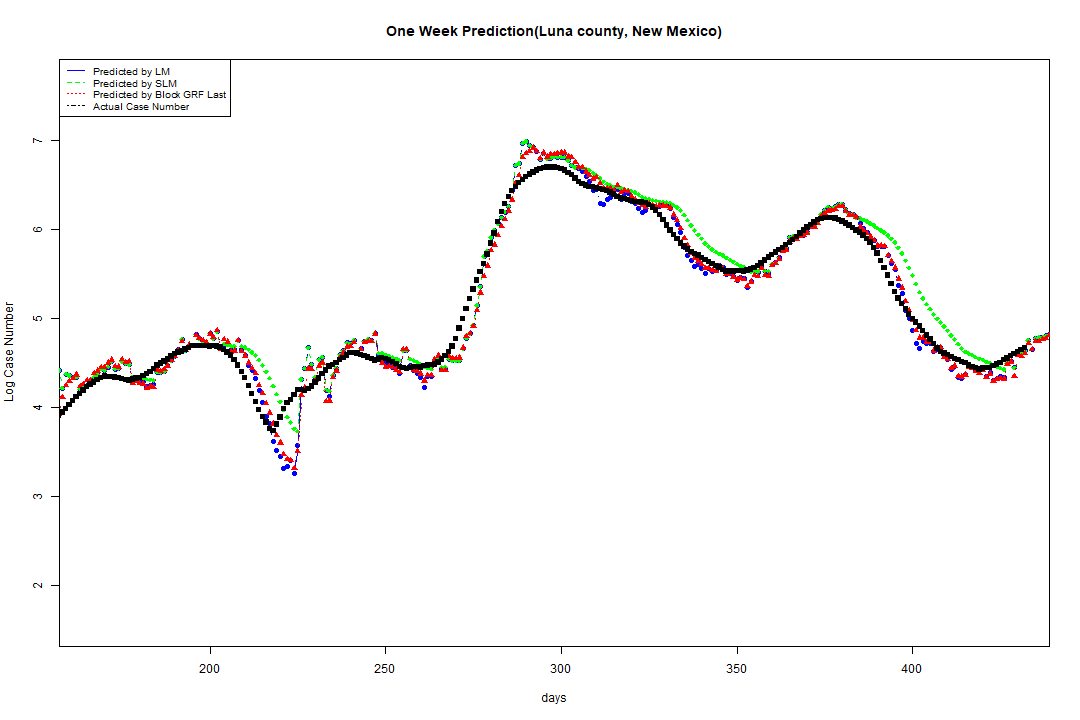 One Week Prediction(Luna county, New Mexico)
Predicted by LM
Predicted by SLM
Predicted by Block GRF Last
Actual Case Number
7
6
5
4
3
2
Log Case Number
200 250 300 350 400
days